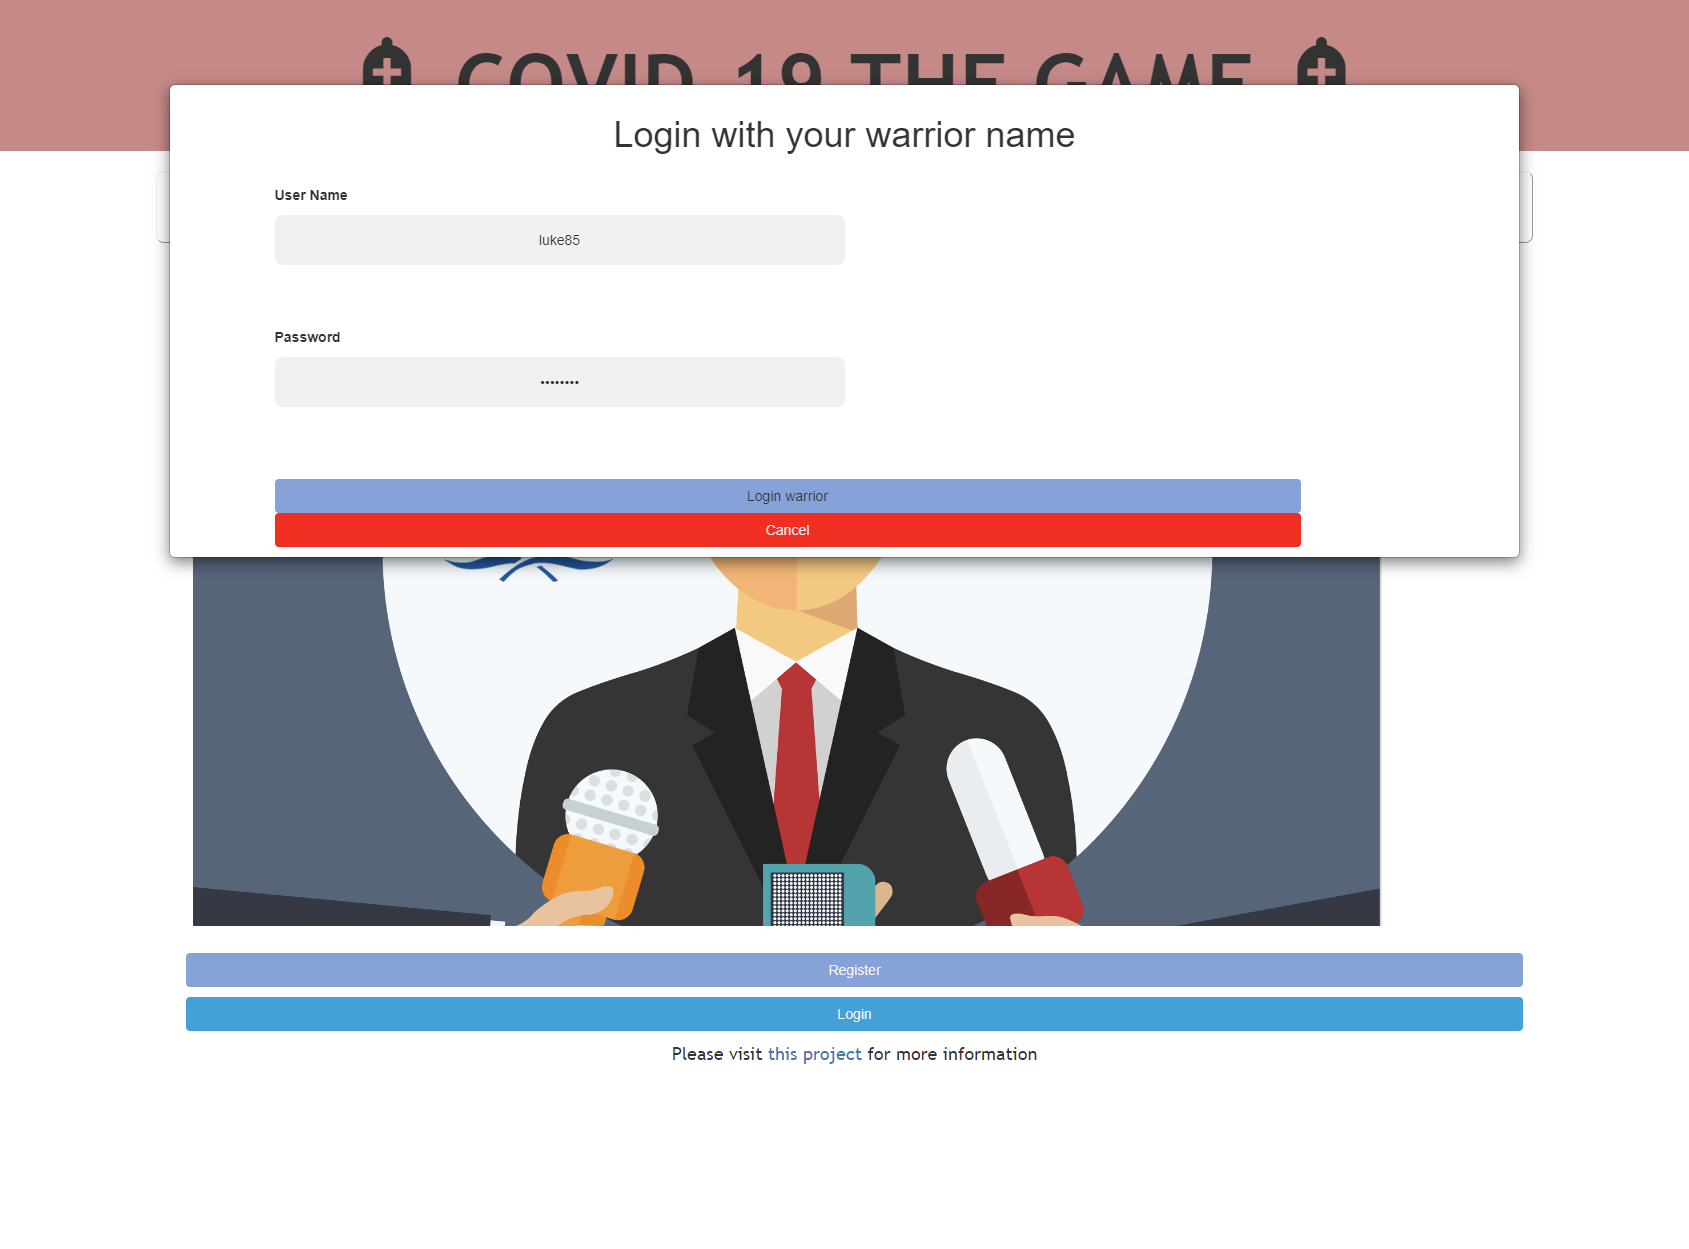 COVID 19 THE GAME
Login with your warrior name
User Name
luke85
Password
••••••••
Login warrior
Cancel
Register
Login
Please visit this project for more information